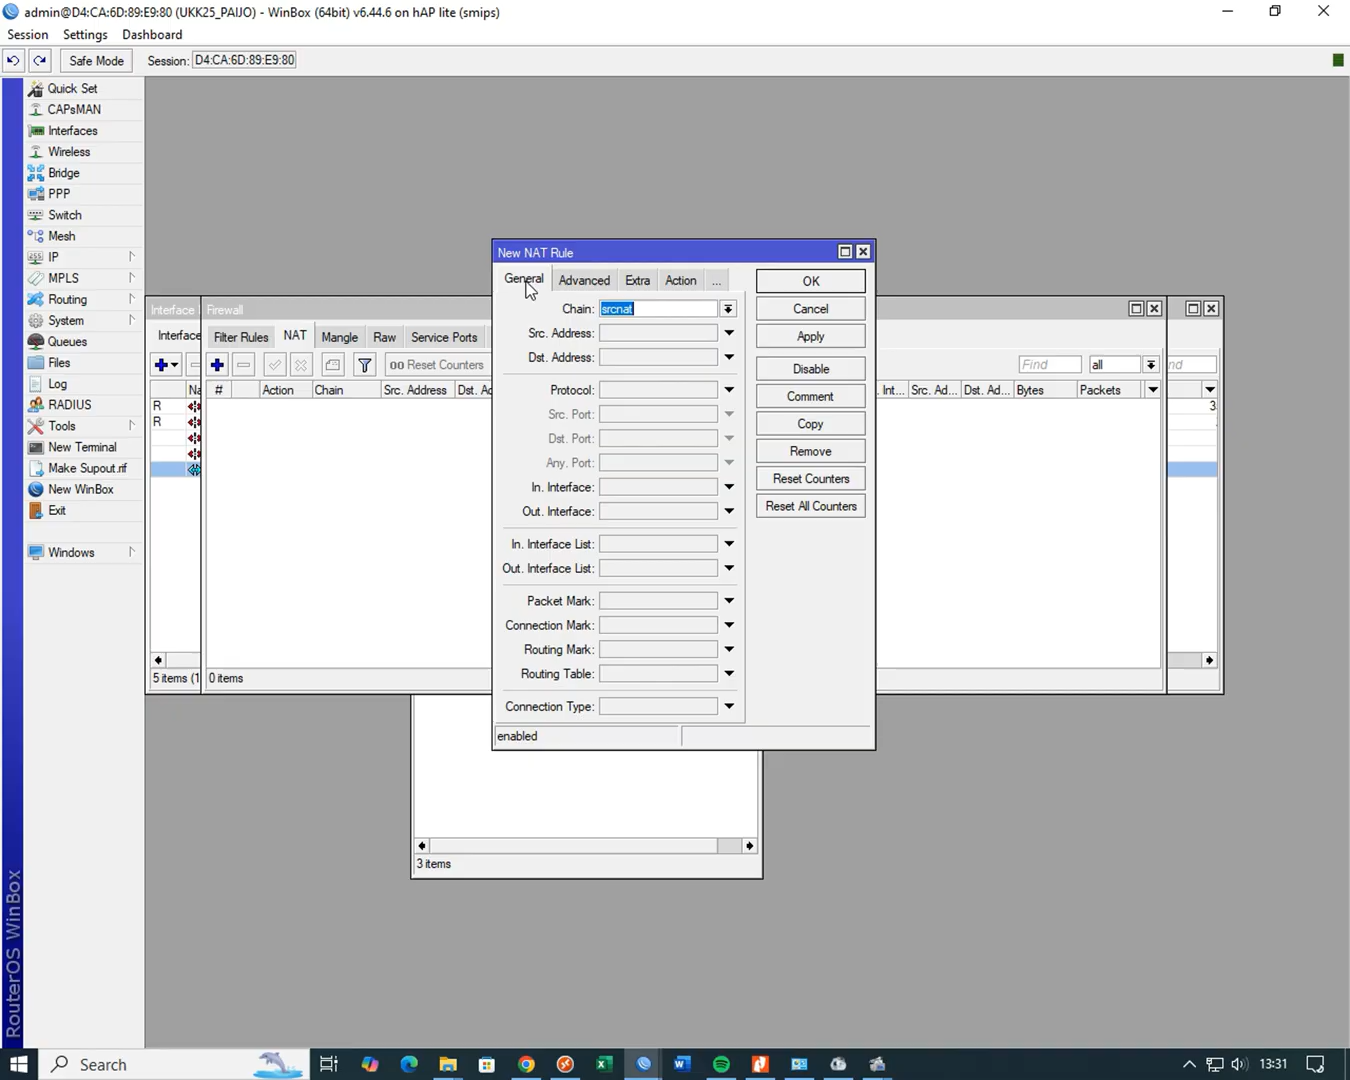 admin@D4:CA:6D:89:E9:80 (UKK25_PAIJO) - WinBox (64bit) v6.44.6 on hAP lite (smips)
Session Settings Dashboard
Safe Mode Session: D4:CA:6D:89:E9:80
Quick Set
CAPsMAN
Interfaces
Wireless
Bridge
PPP
Switch
Mesh
IP
MPLS
Routing
System
Queues
Files
Log
RADIUS
Tools
New Terminal
Make Supout.rif
New WinBox
Exit
Windows
RouterOS WinBox
Interface
Interface
Na
R
R
5 items (1
Firewall
Filter Rules NAT Mangle Raw Service Ports
00 Reset Counters
Find all
# Action Chain Src. Address Dst. Ad
Int... Src. Ad... Dst. Ad... Bytes Packets
0 items
nd
3
New NAT Rule
General Advanced Extra Action ...
Chain: srcnat
Src. Address:
Dst. Address:
Protocol:
Src. Port:
Dst. Port:
Any. Port:
In. Interface:
Out. Interface:
In. Interface List:
Out. Interface List:
Packet Mark:
Connection Mark:
Routing Mark:
Routing Table:
Connection Type:
enabled
OK
Cancel
Apply
Disable
Comment
Copy
Remove
Reset Counters
Reset All Counters
3 items
Search
13:31